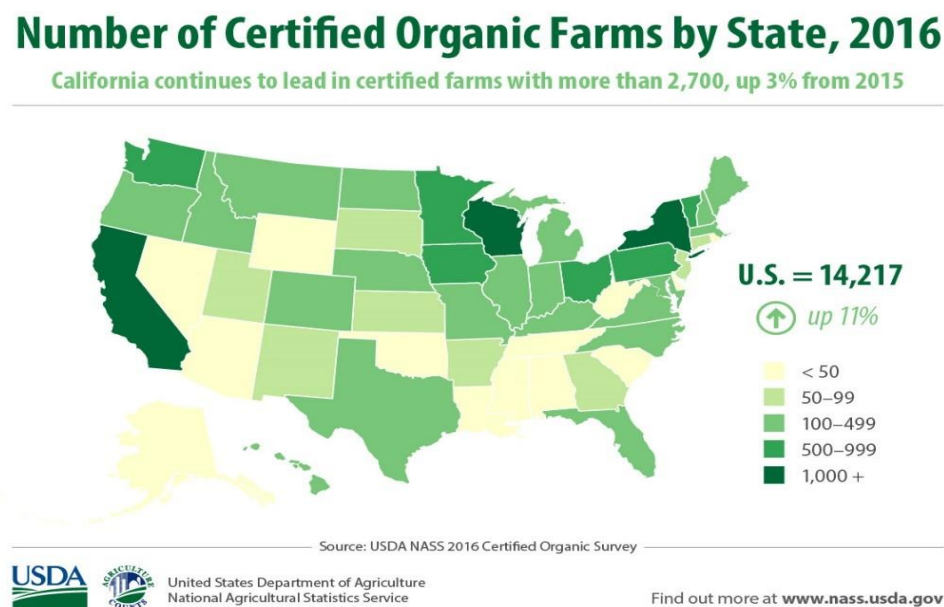 Number of Certified Organic Farms by State, 2016
California continues to lead in certified farms with more than 2,700, up 3% from 2015
U.S. = 14,217
up 11%
< 50
50–99
100–499
500–999
1,000 +
Source: USDA NASS 2016 Certified Organic Survey
USDA
AGRICULTURE
COUNTS
United States Department of Agriculture
National Agricultural Statistics Service
Find out more at www.nass.usda.gov